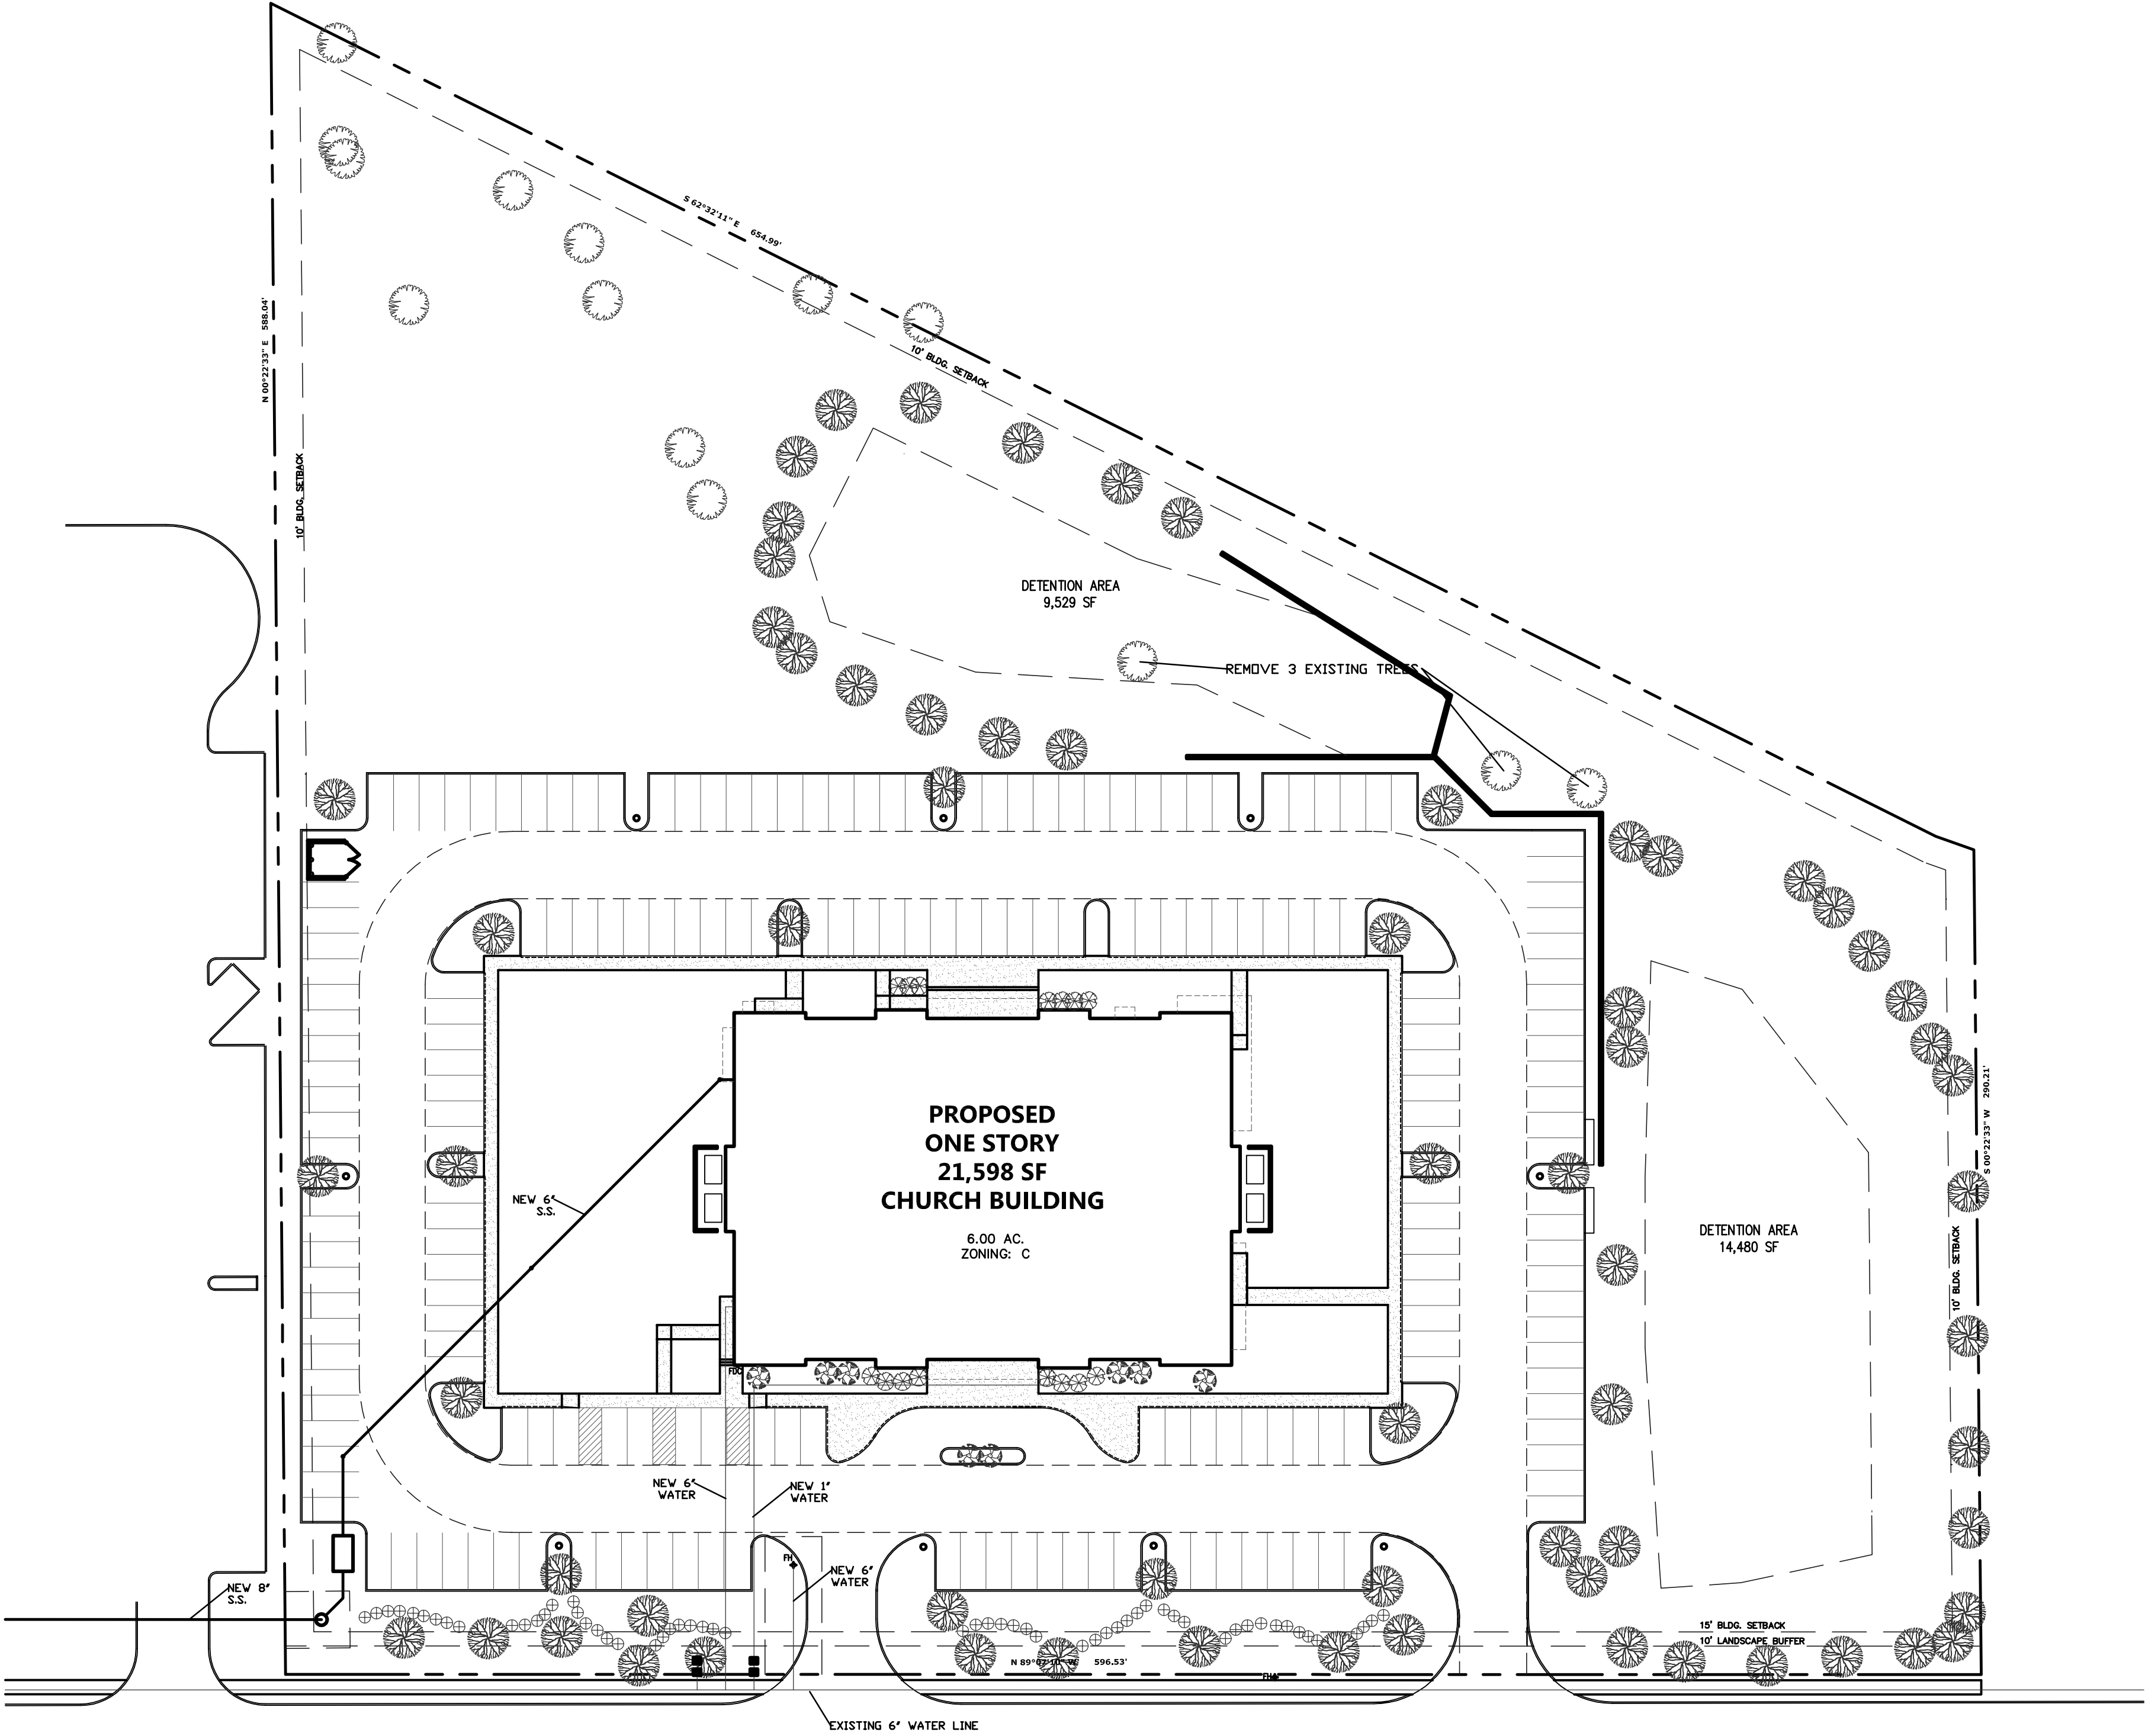 S 62°32'11" E 654.99'
N 00°22'33" E 588.04'
10' BLDG. SETBACK
10' BLDG. SETBACK
DETENTION AREA
9,529 SF
REMOVE 3 EXISTING TREES
PROPOSED
ONE STORY
21,598 SF
CHURCH BUILDING
6.00 AC.
ZONING: C
NEW 6"
S.S.
S 00°22'33" W 290.21'
DETENTION AREA
14,480 SF
10' BLDG. SETBACK
FDC
NEW 6"
WATER
NEW 1"
WATER
FH
NEW 6"
WATER
NEW 8"
S.S.
15' BLDG. SETBACK
10' LANDSCAPE BUFFER
N 89° W 596.53'
FH
EXISTING 6" WATER LINE